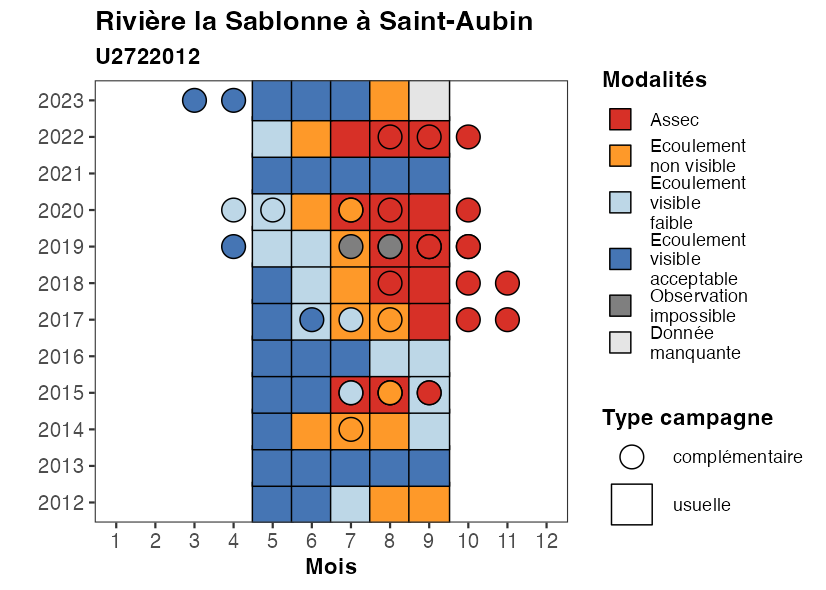 Rivière la Sablonne à Saint-Aubin
U2722012
2023
2022
2021
2020
2019
2018
2017
2016
2015
2014
2013
2012
1 2 3 4 5 6 7 8 9 10 11 12
Mois
Modalités
Assec
Ecoulement
non visible
Ecoulement
visible
faible
Ecoulement
visible
acceptable
Observation
impossible
Donnée
manquante
Type campagne
complémentaire
usuelle